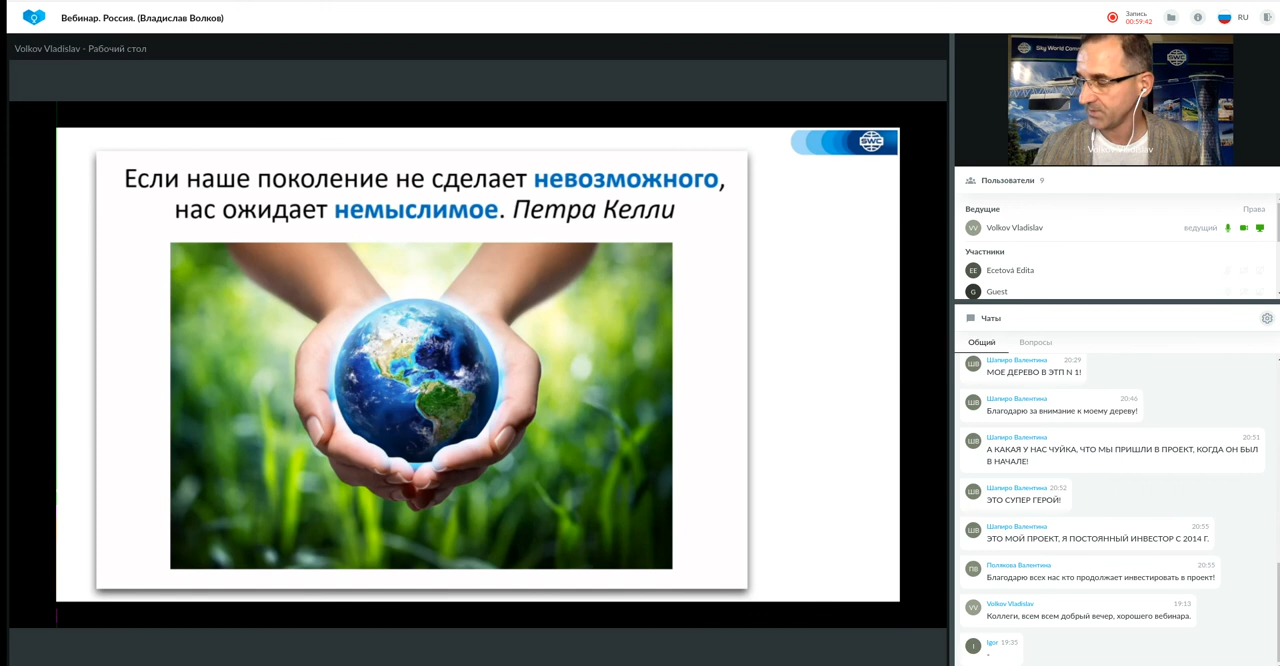 Вебинар. Россия. (Владислав Волков)
Запись
00:59:42
RU
Volkov Vladislav - Рабочий стол
SWC
Если наше поколение не сделает невозможного,
нас ожидает немыслимое. Петра Келли
Sky World Com
SWC
Volkov Vladislav
Пользователи 9
Ведущие Права
VV Volkov Vladislav ведущий
Участники
EE Ecetová Edita
G Guest
Чаты
Общий Вопросы
ШВ Шапиро Валентина 20:29
МОЕ ДЕРЕВО В ЭТП N 1!
ШВ Шапиро Валентина 20:46
Благодарю за внимание к моему дереву!
ШВ Шапиро Валентина 20:51
А КАКАЯ У НАС ЧУЙКА, ЧТО МЫ ПРИШЛИ В ПРОЕКТ, КОГДА ОН БЫЛ
В НАЧАЛЕ!
ШВ Шапиро Валентина 20:52
ЭТО СУПЕР ГЕРОЙ!
ШВ Шапиро Валентина 20:55
ЭТО МОЙ ПРОЕКТ, Я ПОСТОЯННЫЙ ИНВЕСТОР С 2014 Г.
ПВ Полякова Валентина 20:55
Благодарю всех нас кто продолжает инвестировать в проект!
VV Volkov Vladislav 19:13
Коллеги, всем всем добрый вечер, хорошего вебинара.
I Igor 19:35
-